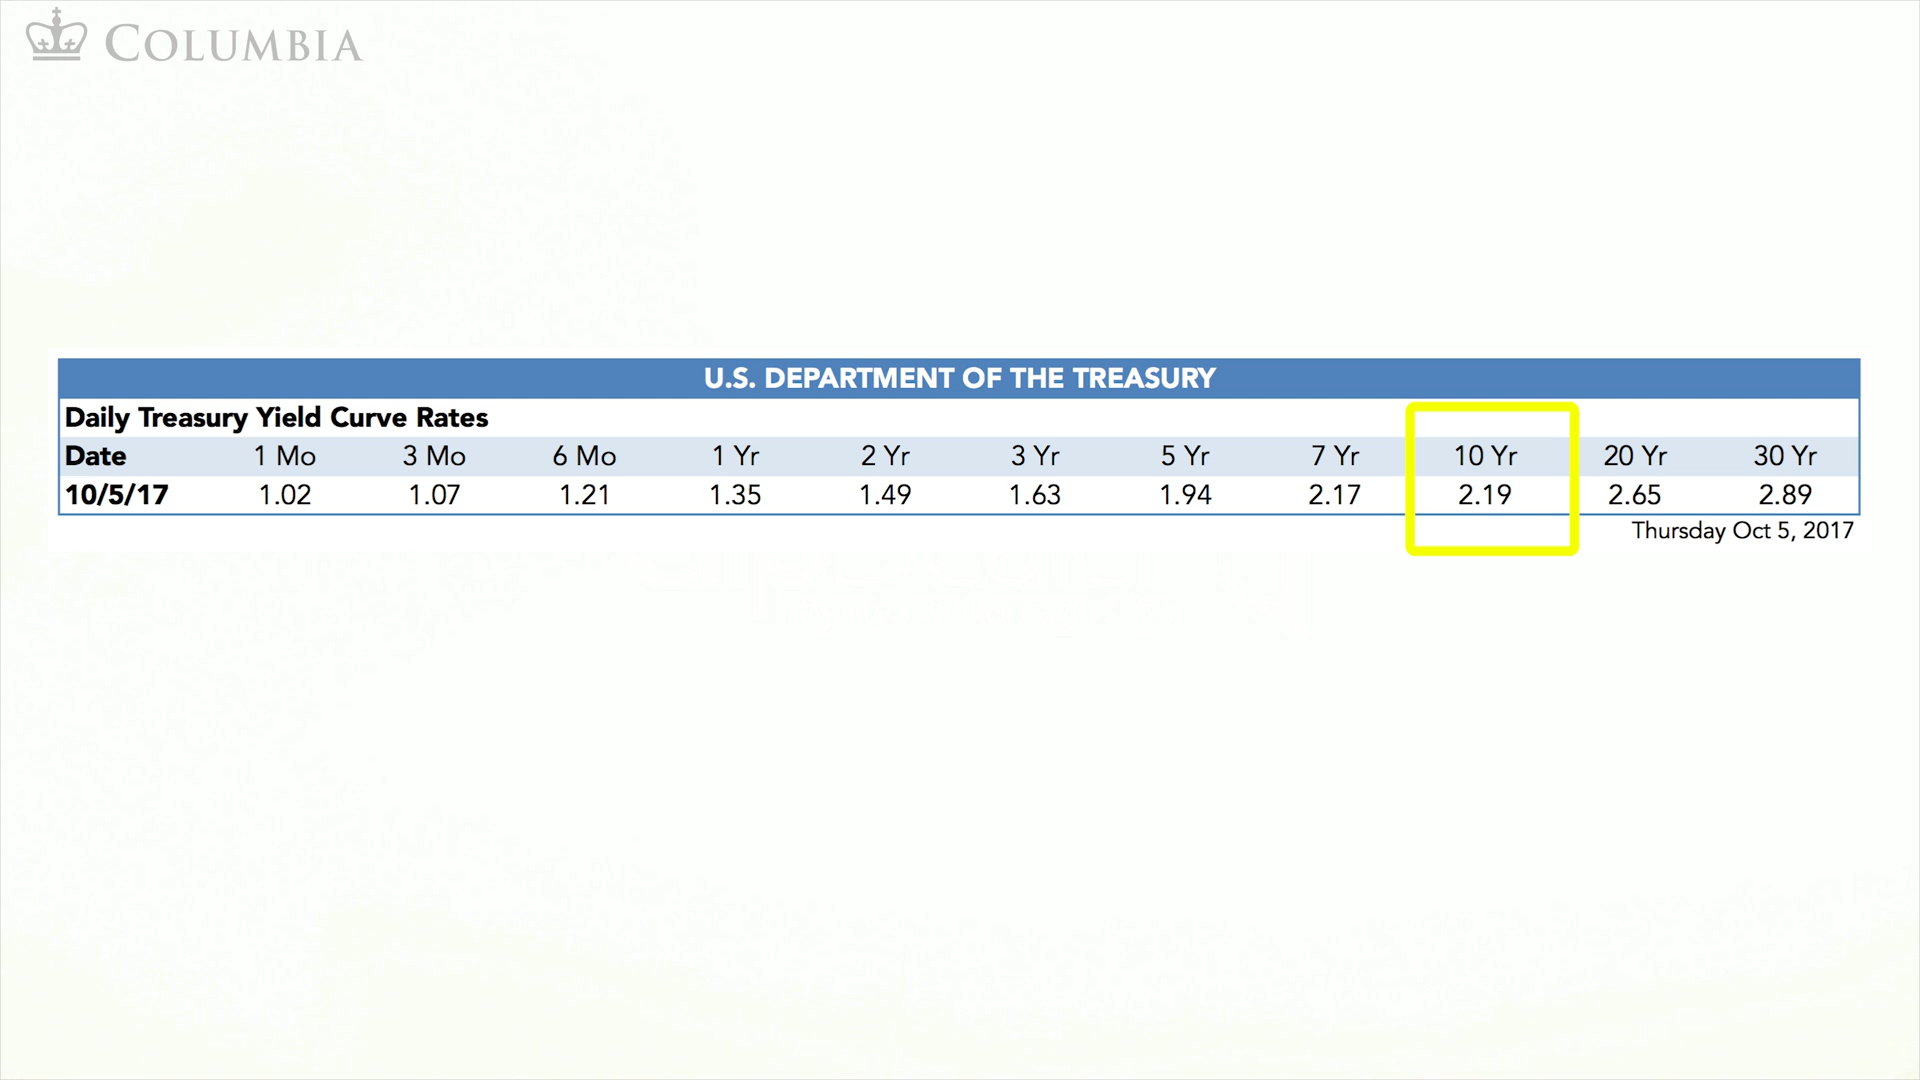 COLUMBIA
U.S. DEPARTMENT OF THE TREASURY
Daily Treasury Yield Curve Rates
Date 1 Mo 3 Mo 6 Mo 1 Yr 2 Yr 3 Yr 5 Yr 7 Yr 10 Yr 20 Yr 30 Yr
10/5/17 1.02 1.07 1.21 1.35 1.49 1.63 1.94 2.17 2.19 2.65 2.89
Thursday Oct 5, 2017